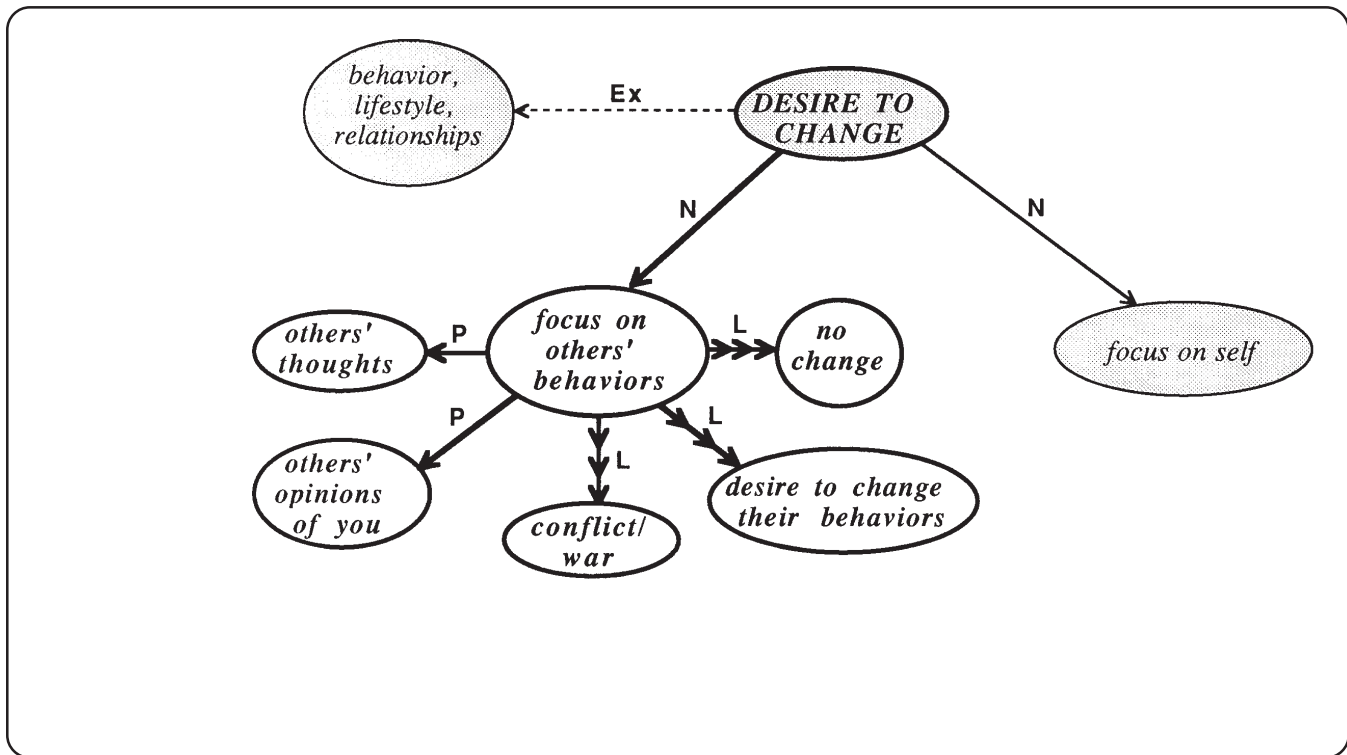 behavior,
lifestyle,
relationships
Ex
DESIRE TO
CHANGE
N
N
others'
thoughts
P
focus on
others'
behaviors
L
no
change
focus on self
P
L
L
others'
opinions
of you
conflict/
war
desire to change
their behaviors